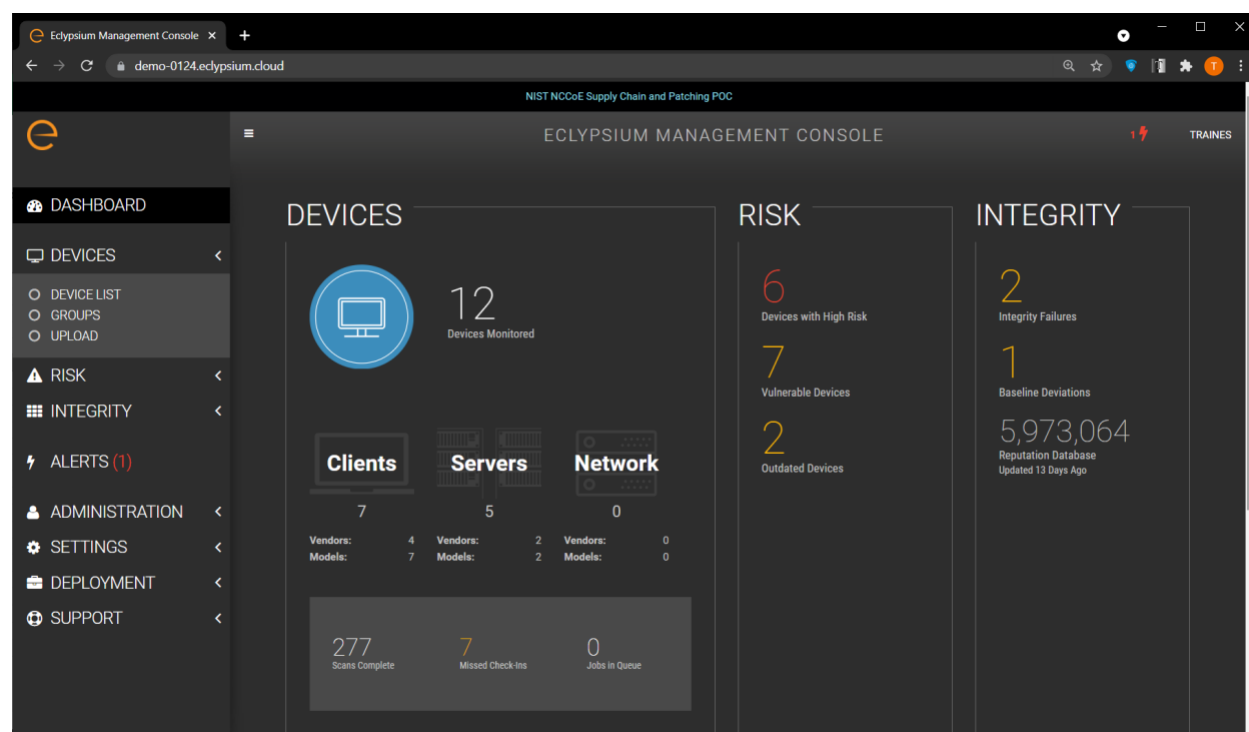 Eclypsium Management Console
demo-0124.eclypsium.cloud
T
NIST NCCoE Supply Chain and Patching POC
e
ECLYPSIUM MANAGEMENT CONSOLE
1
TRAINES
DASHBOARD
DEVICES
DEVICE LIST
GROUPS
UPLOAD
RISK
INTEGRITY
ALERTS (1)
ADMINISTRATION
SETTINGS
DEPLOYMENT
SUPPORT
DEVICES
12
Devices Monitored
Clients
7
Vendors: 4
Models: 7
Servers
5
Vendors: 2
Models: 2
Network
0
Vendors: 0
Models: 0
277
Scans Complete
7
Missed Check-Ins
0
Jobs in Queue
RISK
6
Devices with High Risk
7
Vulnerable Devices
2
Outdated Devices
INTEGRITY
2
Integrity Failures
1
Baseline Deviations
5,973,064
Reputation Database
Updated 13 Days Ago